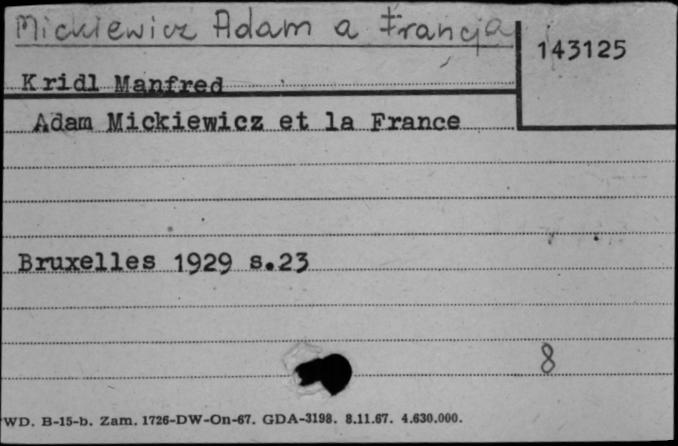 Mickiewicz Adam a Francja
143125
Kridl Manfred
Adam Mickiewicz et la France
Bruxelles 1929 s.23
8
WD. B-15-b. Zam. 1726-DW-On-67. GDA-3198. 8.11.67. 4.630.000.